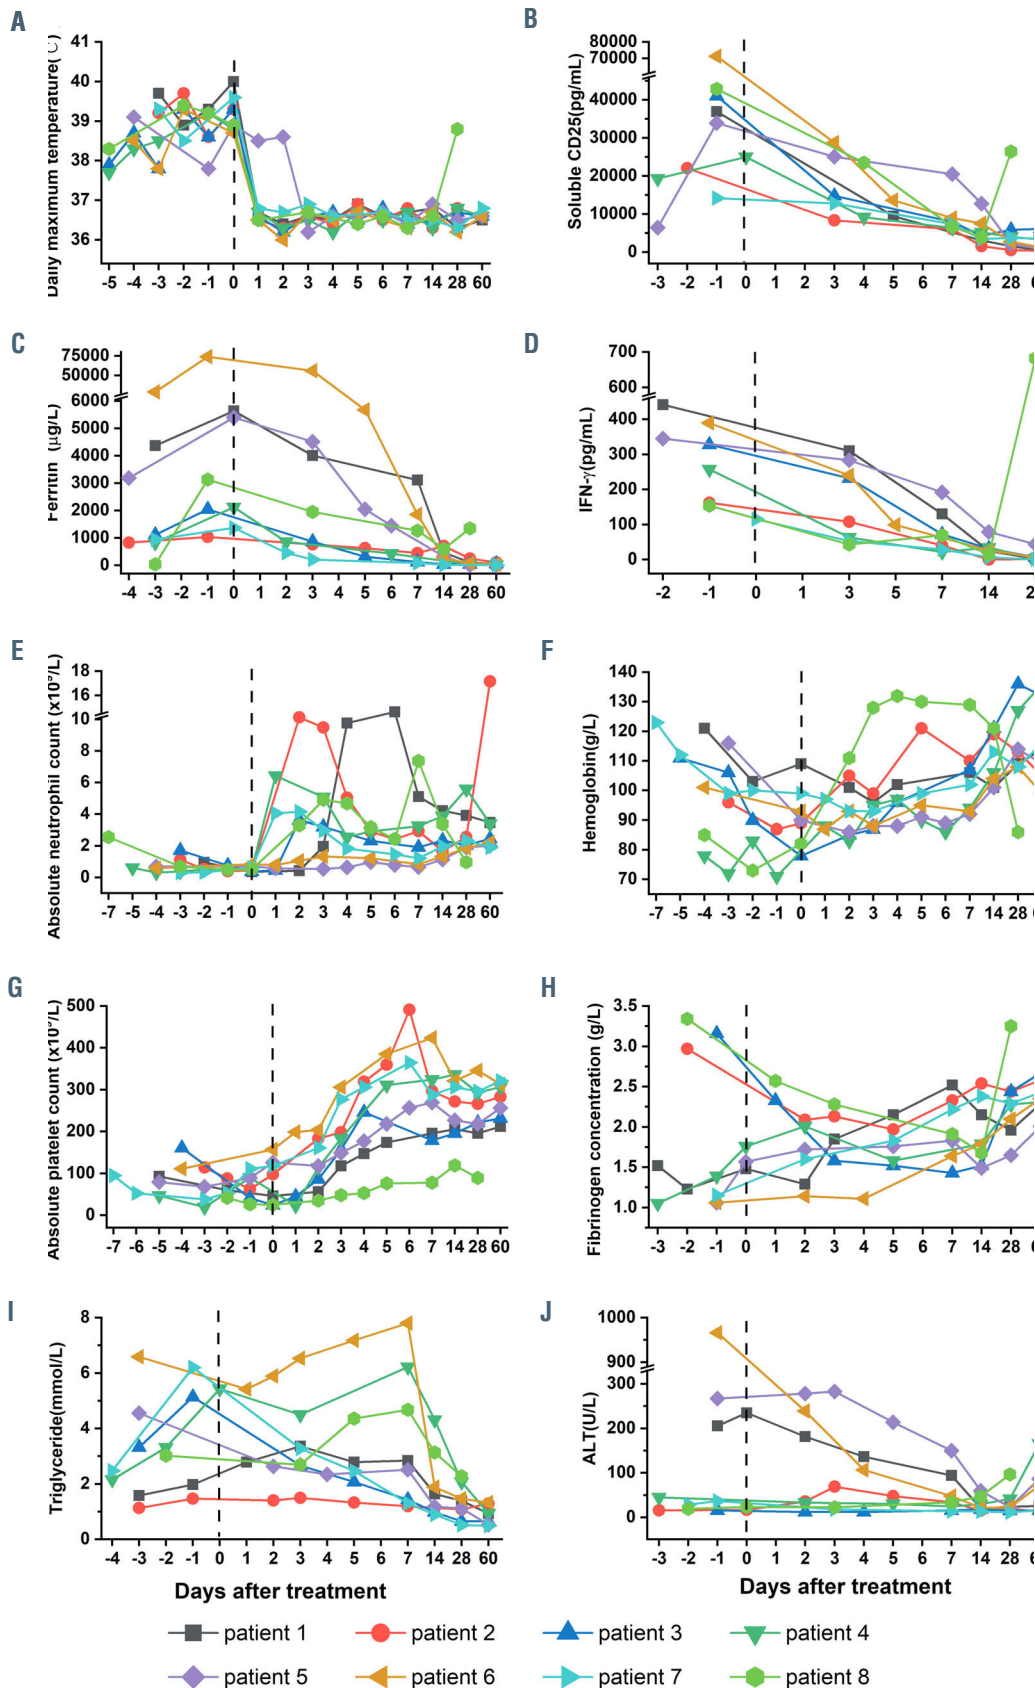 A
Daily maximum temperature(℃)
41
40
39
38
37
36
-5 -4 -3 -2 -1 0 1 2 3 4 5 6 7 14 28 60
B
Soluble CD25(pg/mL)
80000
70000
40000
30000
20000
10000
0
-3 -2 -1 0 1 2 3 4 5 6 7 14 28
C
Ferritin (μg/L)
75000
50000
6000
5000
4000
3000
2000
1000
0
-4 -3 -2 -1 0 1 2 3 5 6 7 14 28 60
D
IFN-γ(pg/mL)
700
600
400
300
200
100
0
-2 -1 0 1 3 5 7 14
E
Absolute neutrophil count (x10⁹/L)
18
16
10
8
6
4
2
0
-7 -5 -4 -3 -2 -1 0 1 2 3 4 5 6 7 14 28 60
F
Hemoglobin(g/L)
140
130
120
110
100
90
80
70
-7 -5 -4 -3 -2 -1 0 1 2 3 4 5 6 7 14 28
G
Absolute platelet count (x10⁹/L)
500
400
300
200
100
0
-7 -6 -5 -4 -3 -2 -1 0 1 2 3 4 5 6 7 14 28 60
H
Fibrinogen concentration (g/L)
3.5
3.0
2.5
2.0
1.5
1.0
-3 -2 -1 0 1 2 3 4 5 6 7 14 28
I
Triglyceride(mmol/L)
8
6
4
2
0
-4 -3 -2 -1 0 1 2 3 4 5 6 7 14 28 60
Days after treatment
J
ALT(U/L)
1000
900
300
200
100
0
-3 -2 -1 0 1 2 3 4 5 6 7 14 28
Days after treatment
patient 1 patient 2 patient 3 patient 4
patient 5 patient 6 patient 7 patient 8